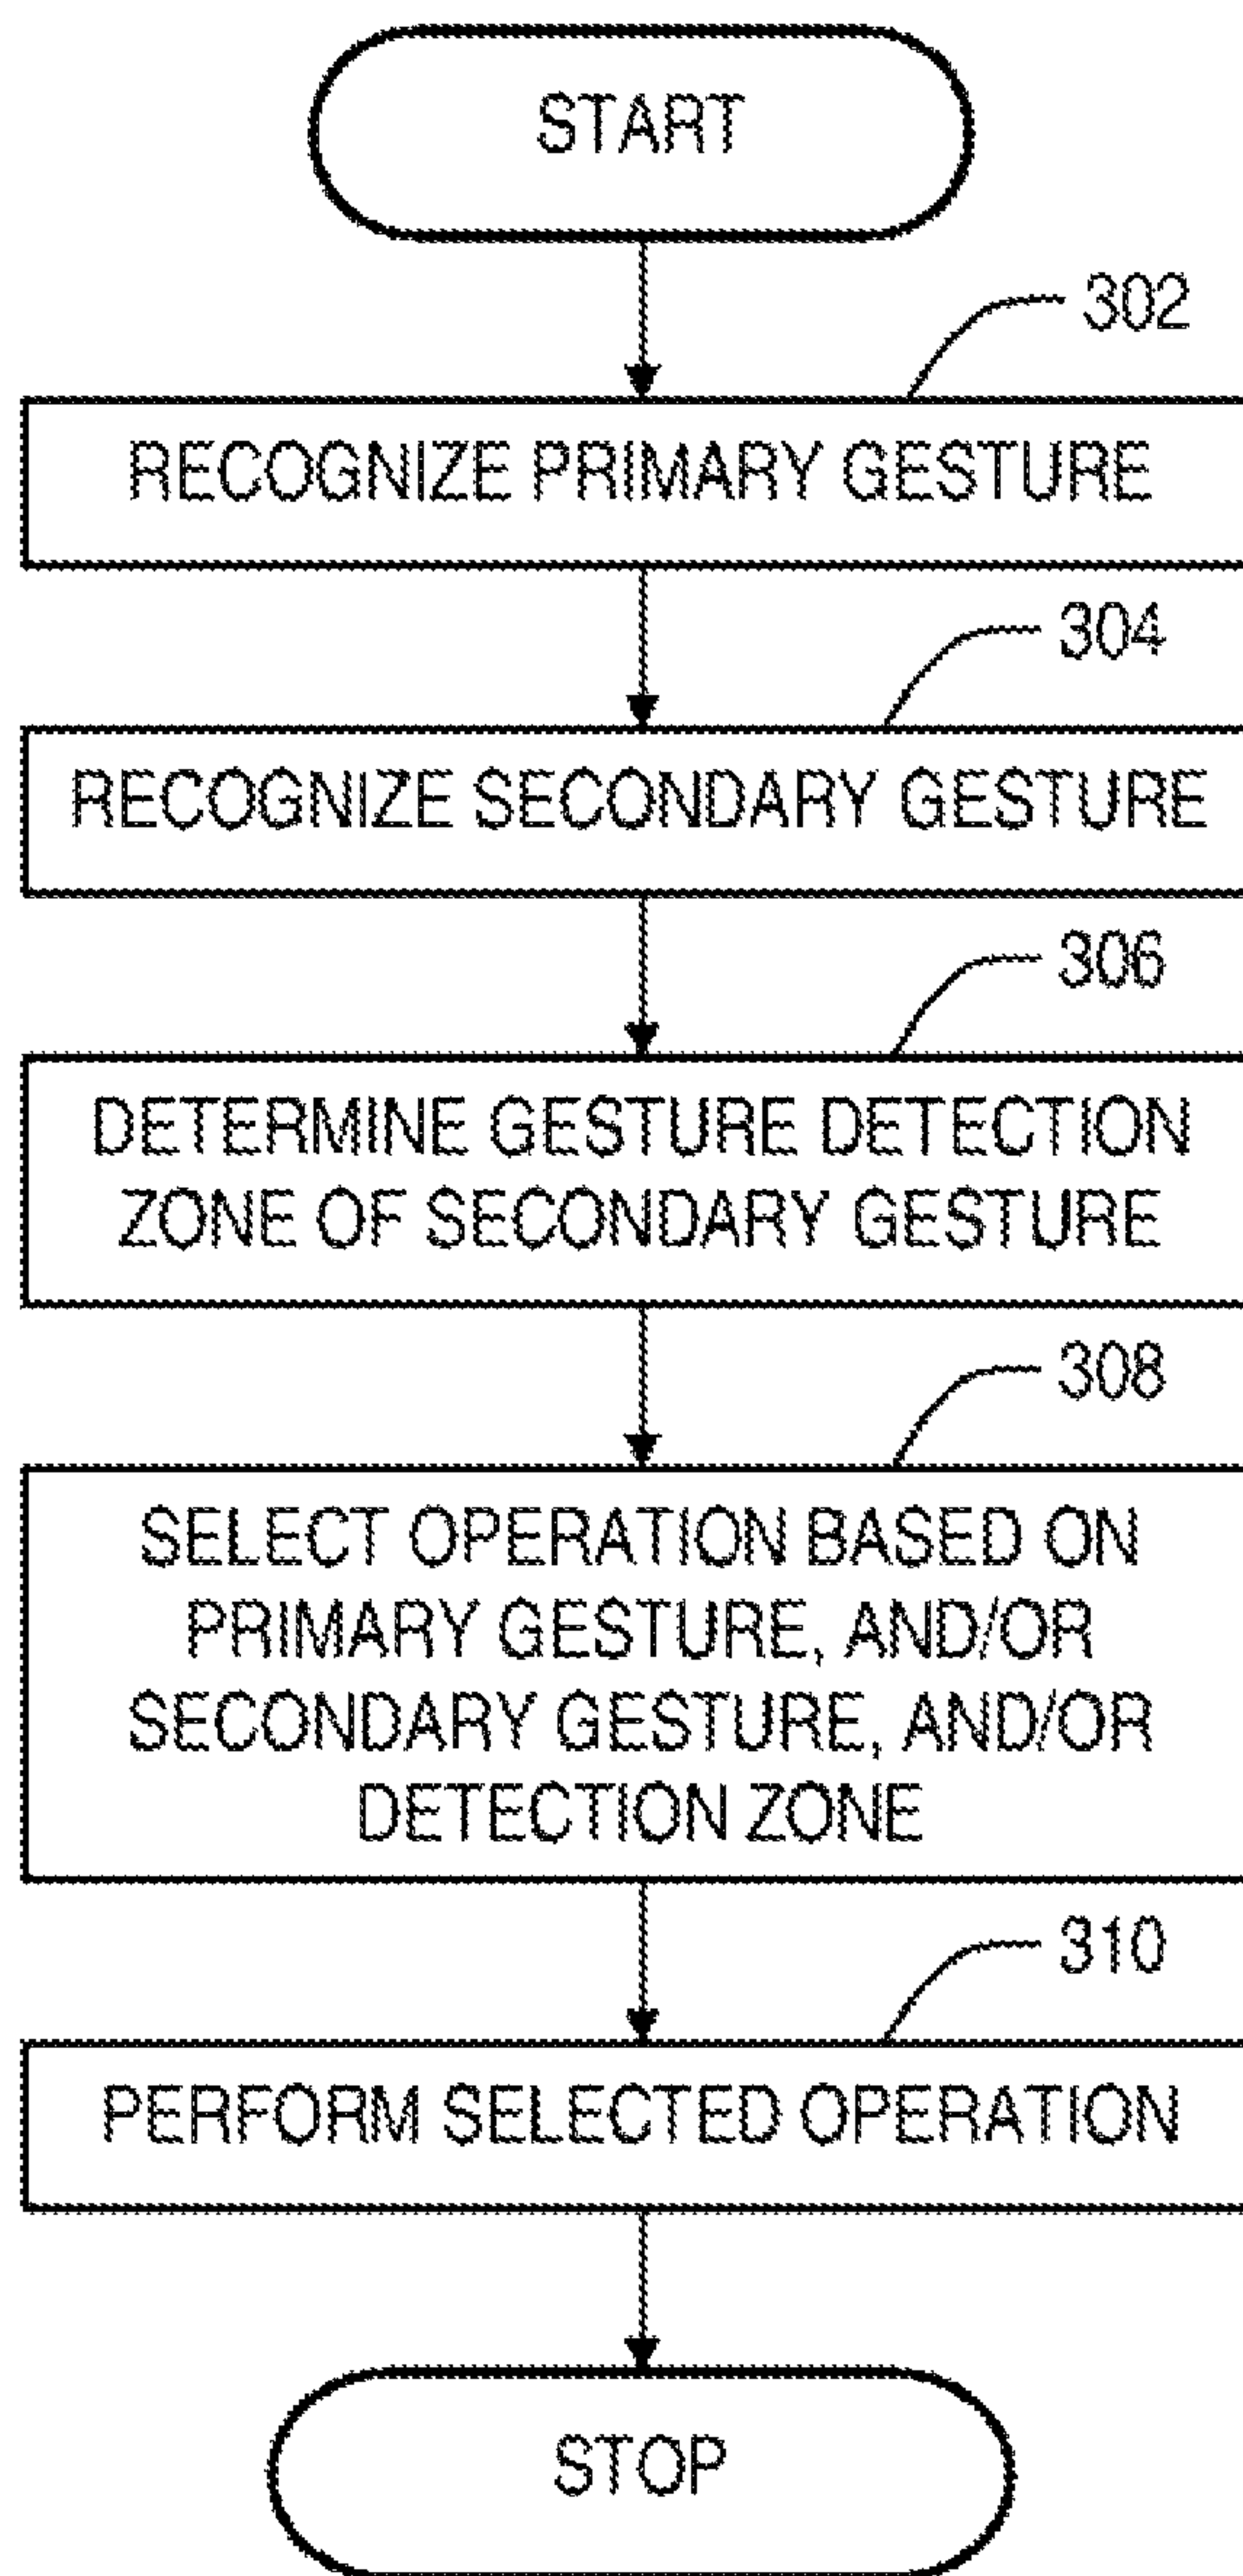 START
302
RECOGNIZE PRIMARY GESTURE
304
RECOGNIZE SECONDARY GESTURE
306
DETERMINE GESTURE DETECTION
ZONE OF SECONDARY GESTURE
308
SELECT OPERATION BASED ON
PRIMARY GESTURE, AND/OR
SECONDARY GESTURE, AND/OR
DETECTION ZONE
310
PERFORM SELECTED OPERATION
STOP